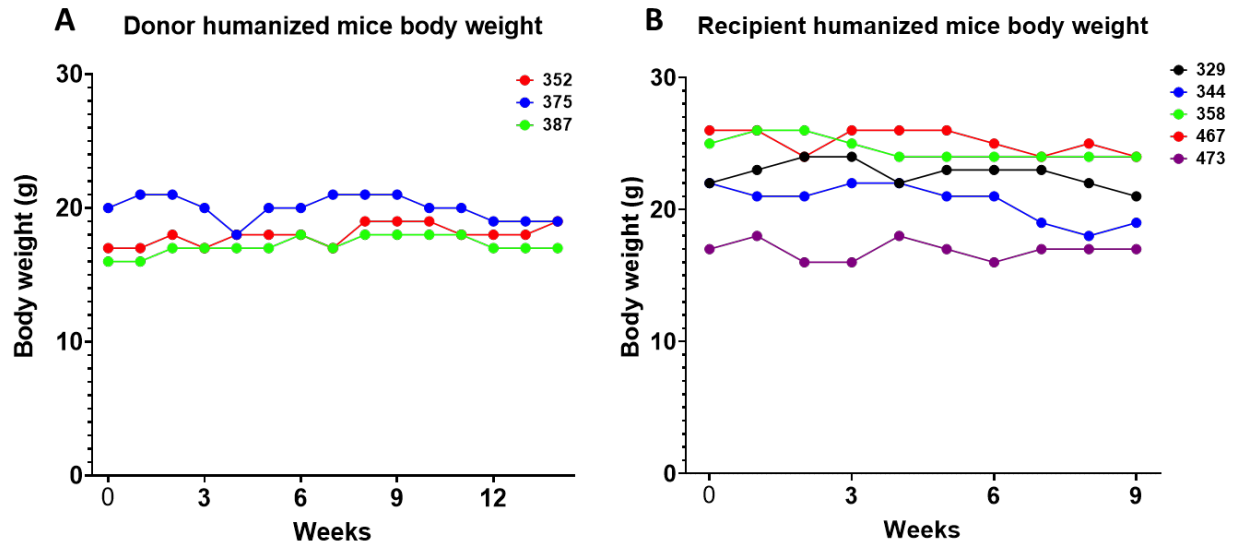 A Donor humanized mice body weight
352
375
387
30
20
10
0
Body weight (g)
0 3 6 9 12
Weeks
B Recipient humanized mice body weight
329
344
358
467
473
30
20
10
0
Body weight (g)
0 3 6 9
Weeks